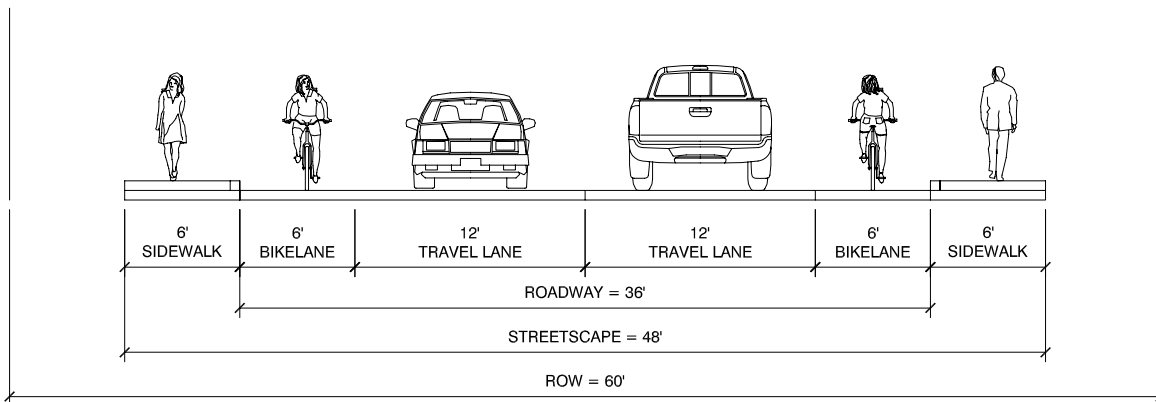 6' 6' 12' 12' 6' 6'
SIDEWALK BIKELANE TRAVEL LANE TRAVEL LANE BIKELANE SIDEWALK
ROADWAY = 36'
STREETSCAPE = 48'
ROW = 60'